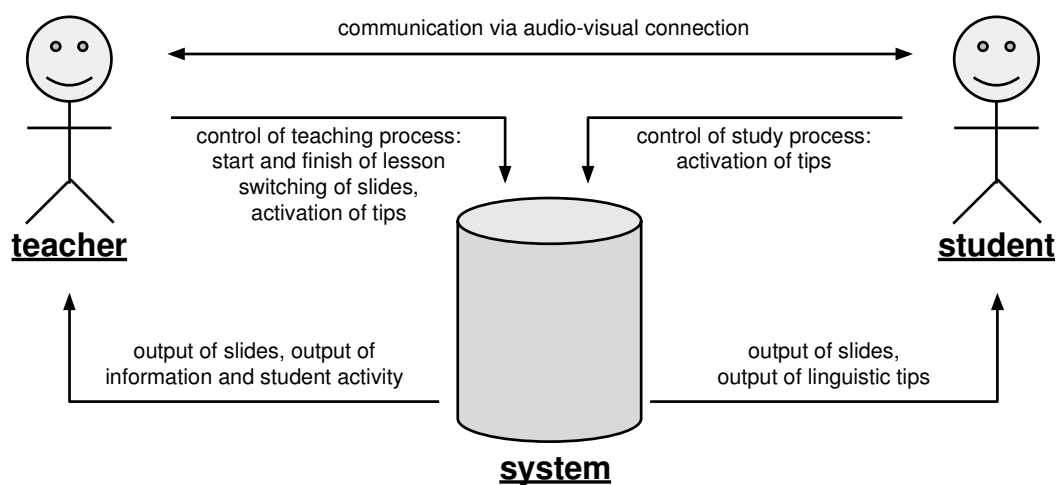 communication via audio-visual connection
control of teaching process:
start and finish of lesson
switching of slides,
activation of tips
control of study process:
activation of tips
teacher
student
output of slides, output of
information and student activity
output of slides,
output of linguistic tips
system